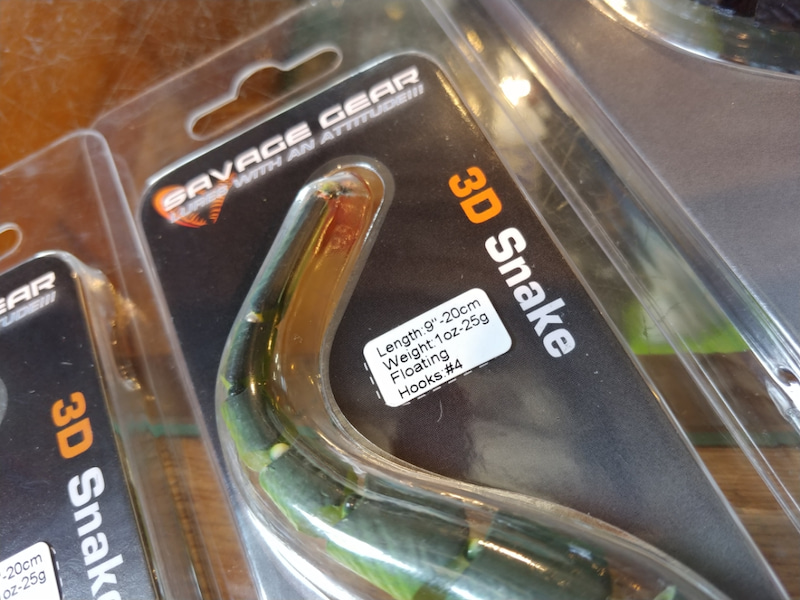 SAVAGE GEAR
LURES WITH AN ATTITUDE!!!
3D Snake
Length:9"-20cm
Weight:1oz-25g
Floating
Hooks:#4
3D Snake
-20cm
oz-25g